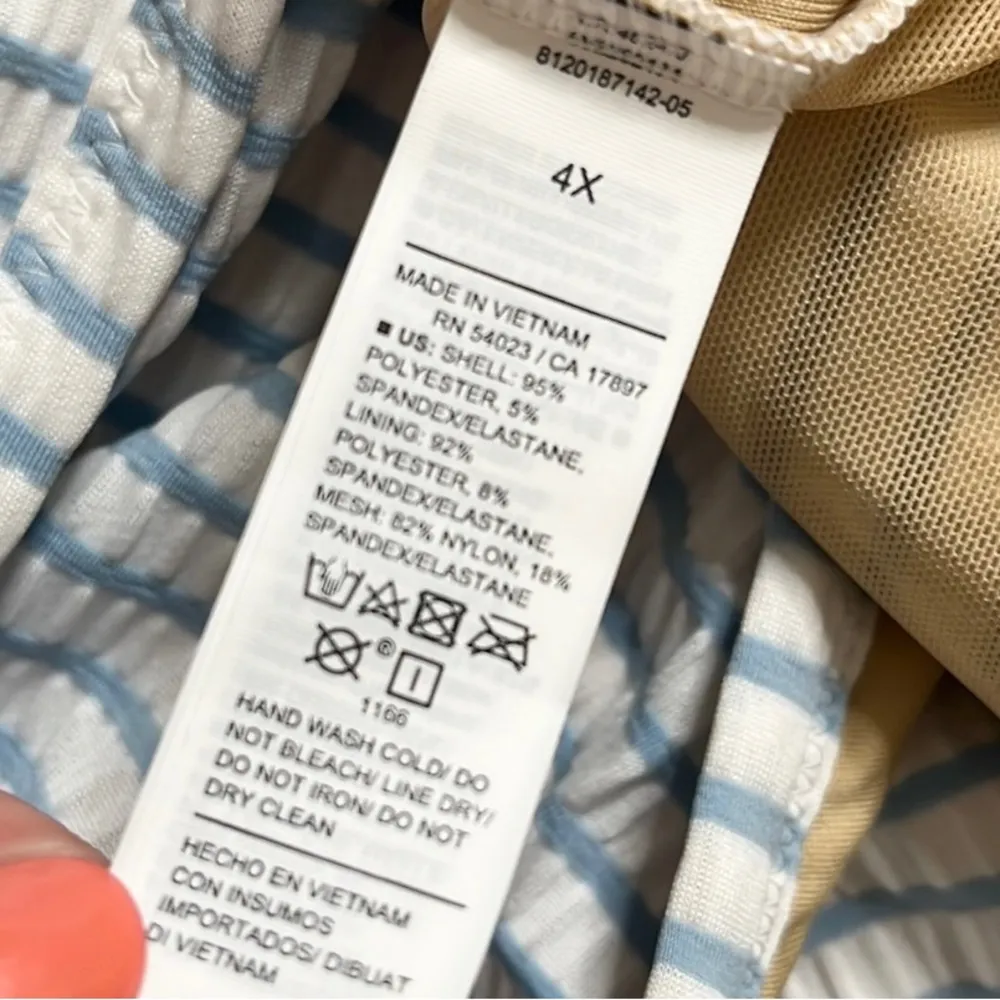 8120187142-05
4X
MADE IN VIETNAM
RN 54023 / CA 17897
■ US: SHELL: 95%
POLYESTER, 5%
SPANDEX/ELASTANE,
LINING: 92%
POLYESTER, 8%
SPANDEX/ELASTANE,
MESH: 82% NYLON, 18%
SPANDEX/ELASTANE
©
1166
HAND WASH COLD/ DO
NOT BLEACH/ LINE DRY/
DO NOT IRON/ DO NOT
DRY CLEAN
HECHO EN VIETNAM
CON INSUMOS
IMPORTADOS/ DIBUAT
DI VIETNAM